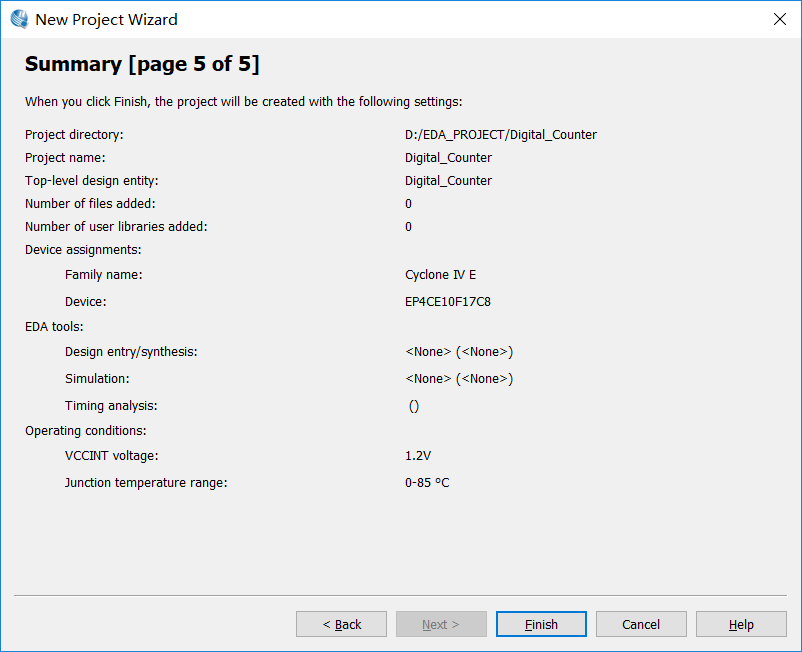 New Project Wizard
Summary [page 5 of 5]
When you click Finish, the project will be created with the following settings:
Project directory: D:/EDA_PROJECT/Digital_Counter
Project name: Digital_Counter
Top-level design entity: Digital_Counter
Number of files added: 0
Number of user libraries added: 0
Device assignments:
Family name: Cyclone IV E
Device: EP4CE10F17C8
EDA tools:
Design entry/synthesis: <None> (<None>)
Simulation: <None> (<None>)
Timing analysis: ()
Operating conditions:
VCCINT voltage: 1.2V
Junction temperature range: 0-85 ºC
< Back Next > Finish Cancel Help